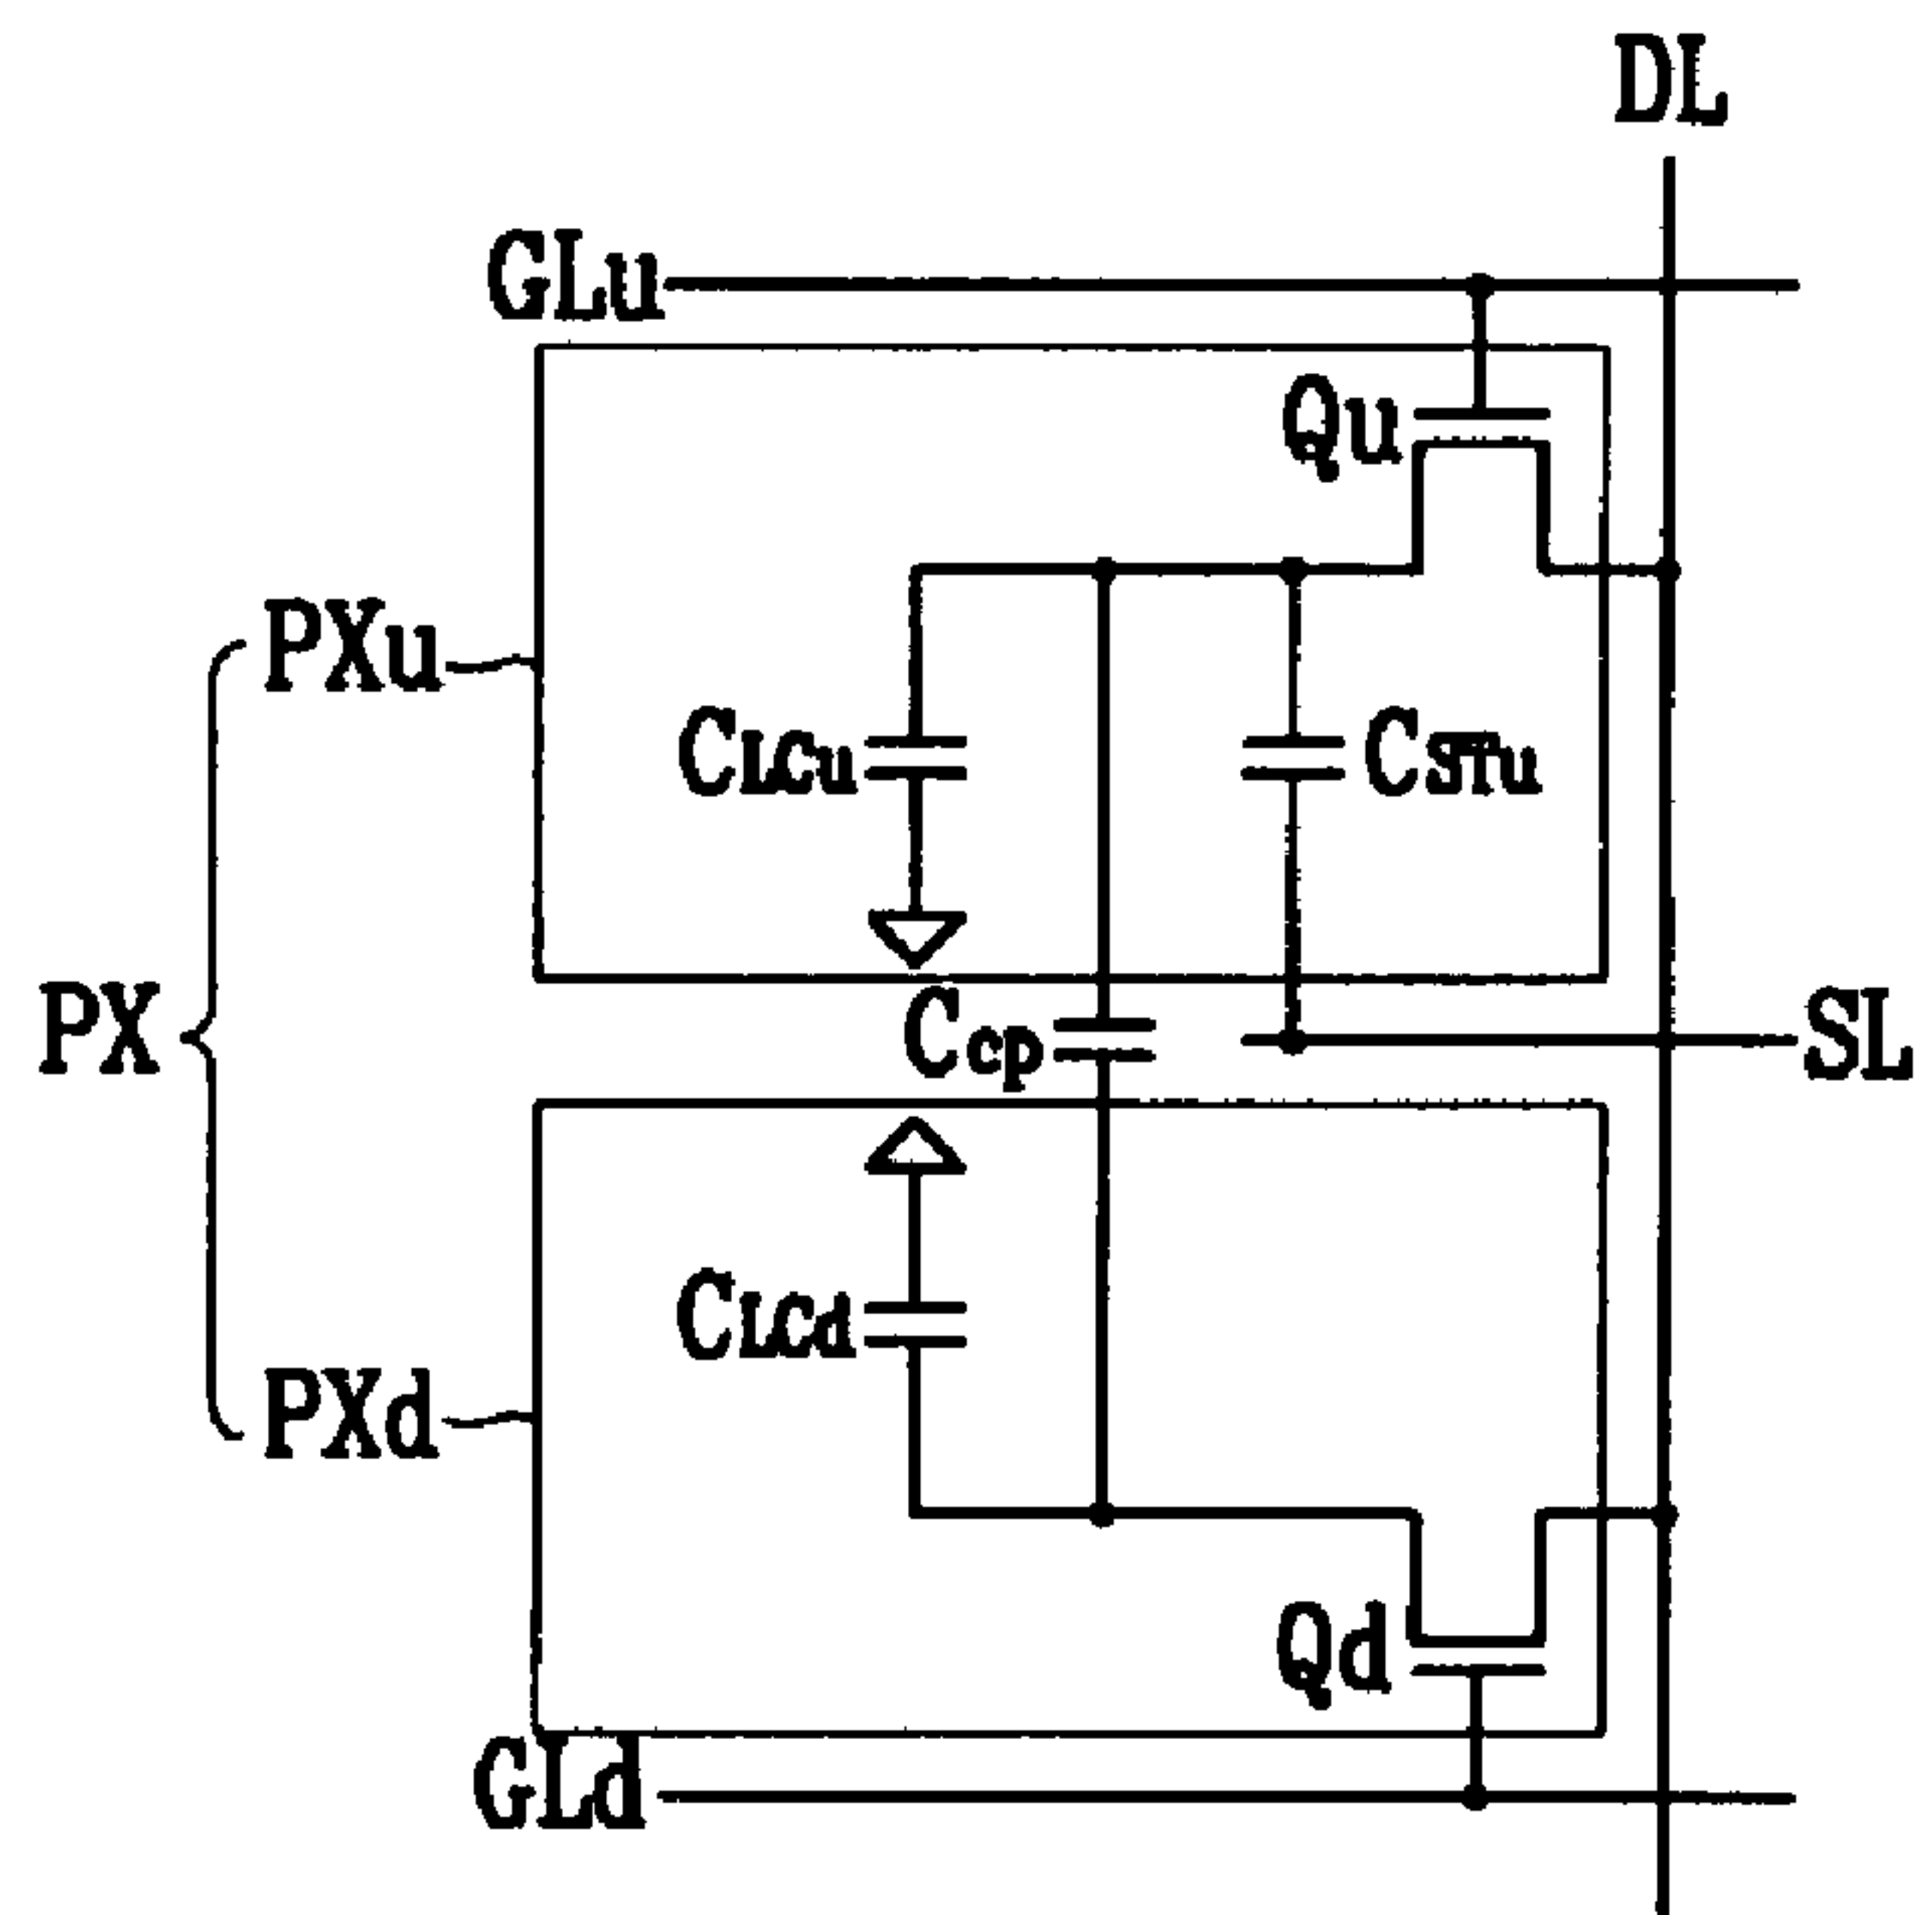 DL
GLu
Qu
PXu
CLCu
CSTu
PX
Ccp
SL
CLCd
PXd
Qd
GLd